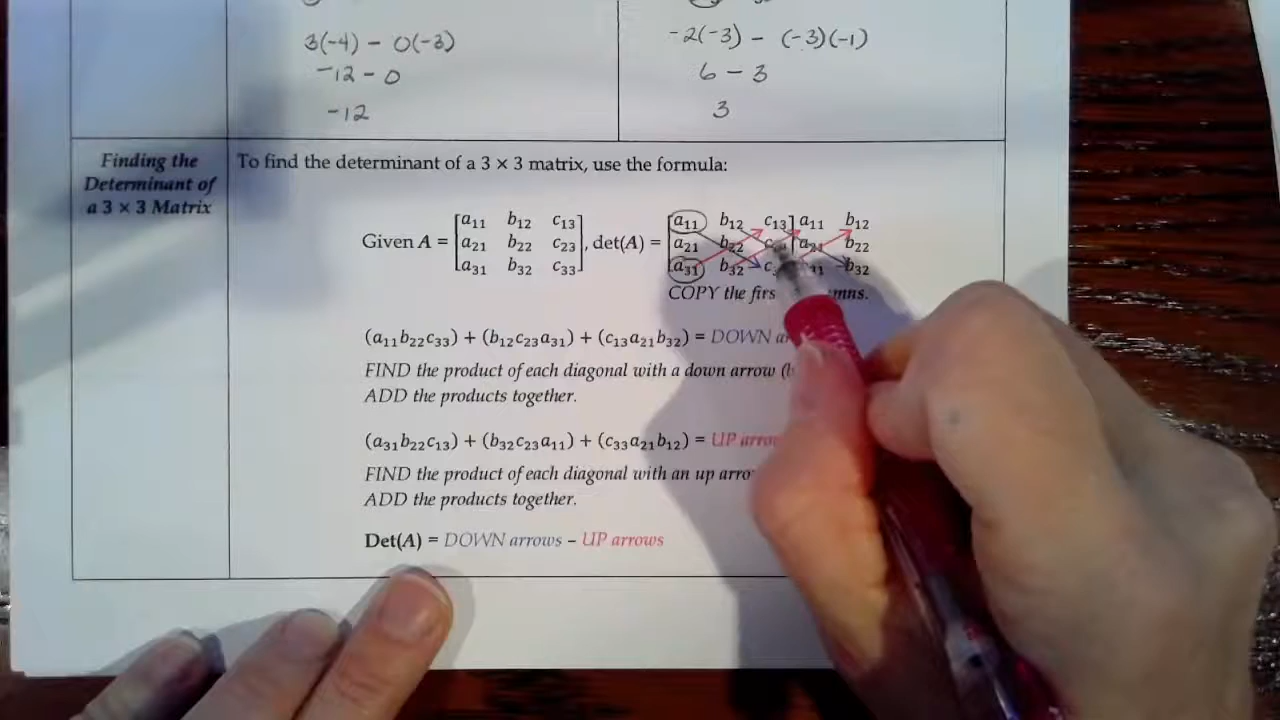 3(-4) - 0(-3)
-12 - 0
-12
-2(-3) - (-3)(-1)
6 - 3
3
Finding the
Determinant of
a 3 × 3 Matrix
To find the determinant of a 3 × 3 matrix, use the formula:
[a₁₁ b₁₂ c₁₃]
Given A = [a₂₁ b₂₂ c₂₃], det(A) =
[a₃₁ b₃₂ c₃₃]
[a₁₁ b₁₂ c₁₃] a₁₁ b₁₂
[a₂₁ b₂₂ a₂₁ b₂₂
[a₃₁ b₃₂ b₃₂
COPY the
(a₁₁b₂₂c₃₃) + (b₁₂c₂₃a₃₁) + (c₁₃a₂₁b₃₂) = DOWN
FIND the product of each diagonal with a down arrow
ADD the products together.
(a₃₁b₂₂c₁₃) + (b₃₂c₂₃a₁₁) + (c₃₃a₂₁b₁₂) = UP
FIND the product of each diagonal with an up
ADD the products together.
Det(A) = DOWN arrows – UP arrows